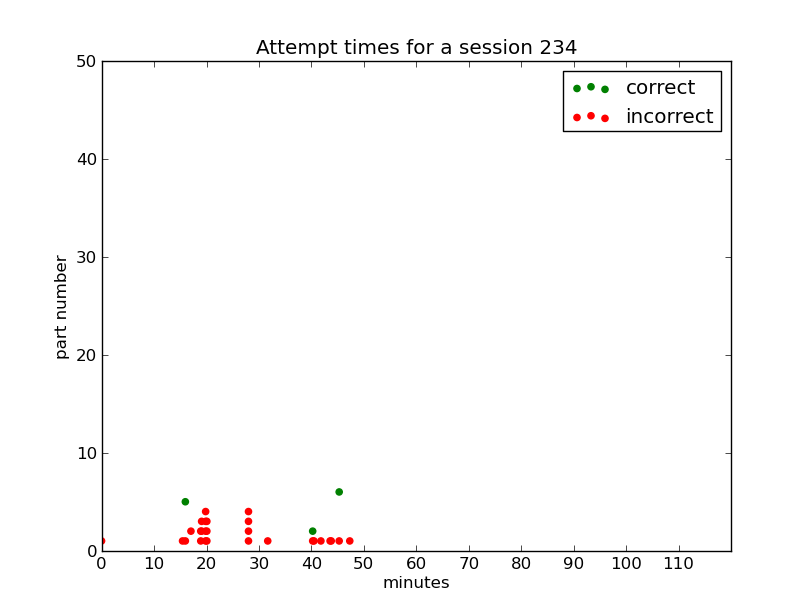 Attempt times for a session 234
correct
incorrect
50
40
30
20
10
0
part number
0 10 20 30 40 50 60 70 80 90 100 110
minutes